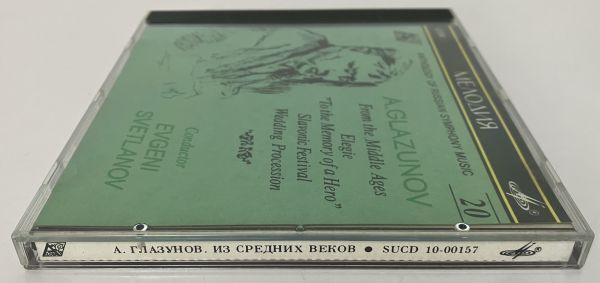 МЕЛОДИЯ
ANTHOLOGY OF RUSSIAN SYMPHONY MUSIC
20
A.GLAZUNOV
From the Middle Ages
Elegie
"To the Memory of a Hero"
Slavonic Festival
Wedding Procession
Conductor
EVGENI
SVETLANOV
А. ГЛАЗУНОВ. ИЗ СРЕДНИХ ВЕКОВ ● SUCD 10-00157